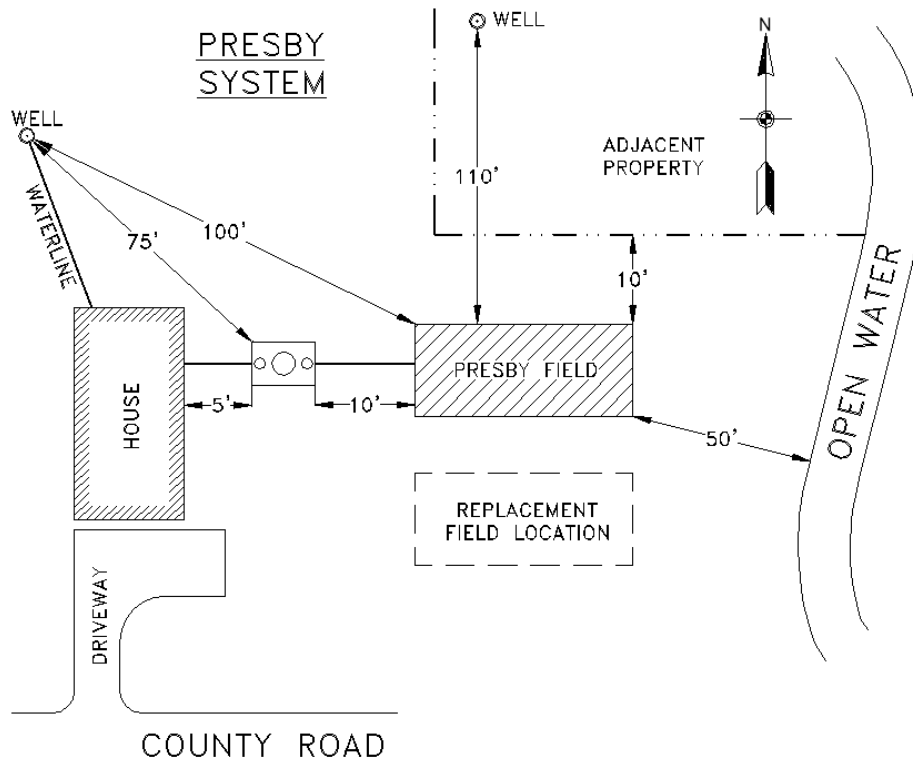 PRESBY
SYSTEM
WELL
N
WELL
ADJACENT
PROPERTY
110'
WATERLINE
100'
75'
10'
OPEN WATER
PRESBY FIELD
HOUSE
5'
10'
50'
REPLACEMENT
FIELD LOCATION
DRIVEWAY
COUNTY ROAD